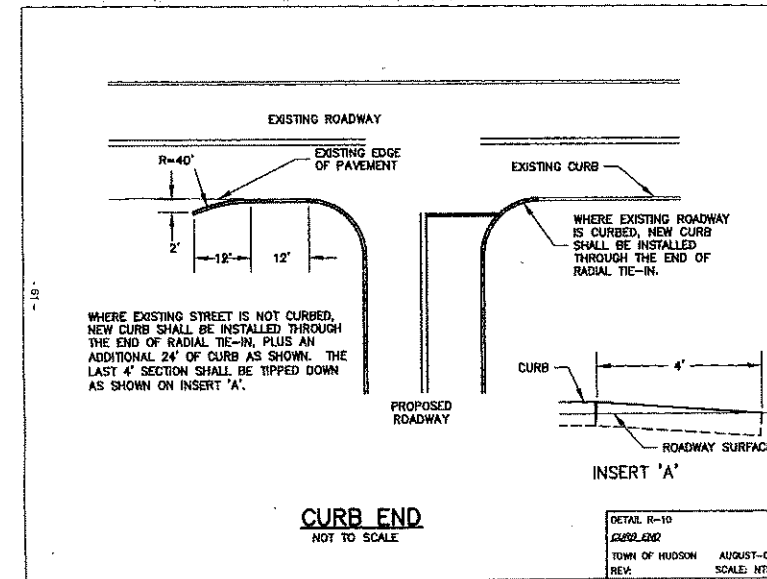 EXISTING ROADWAY
R=40'
EXISTING EDGE
OF PAVEMENT
EXISTING CURB
2'
12'
12'
WHERE EXISTING ROADWAY
IS CURBED, NEW CURB
SHALL BE INSTALLED
THROUGH THE END OF
RADIAL TIE-IN.
- 61 -
WHERE EXISTING STREET IS NOT CURBED,
NEW CURB SHALL BE INSTALLED THROUGH
THE END OF RADIAL TIE-IN, PLUS AN
ADDITIONAL 24' OF CURB AS SHOWN. THE
LAST 4' SECTION SHALL BE TIPPED DOWN
AS SHOWN ON INSERT 'A'.
PROPOSED
ROADWAY
CURB
4'
ROADWAY SURFAC
INSERT 'A'
CURB END
NOT TO SCALE
DETAIL R-10
CURB END
TOWN OF HUDSON AUGUST-0
REV: SCALE: NT